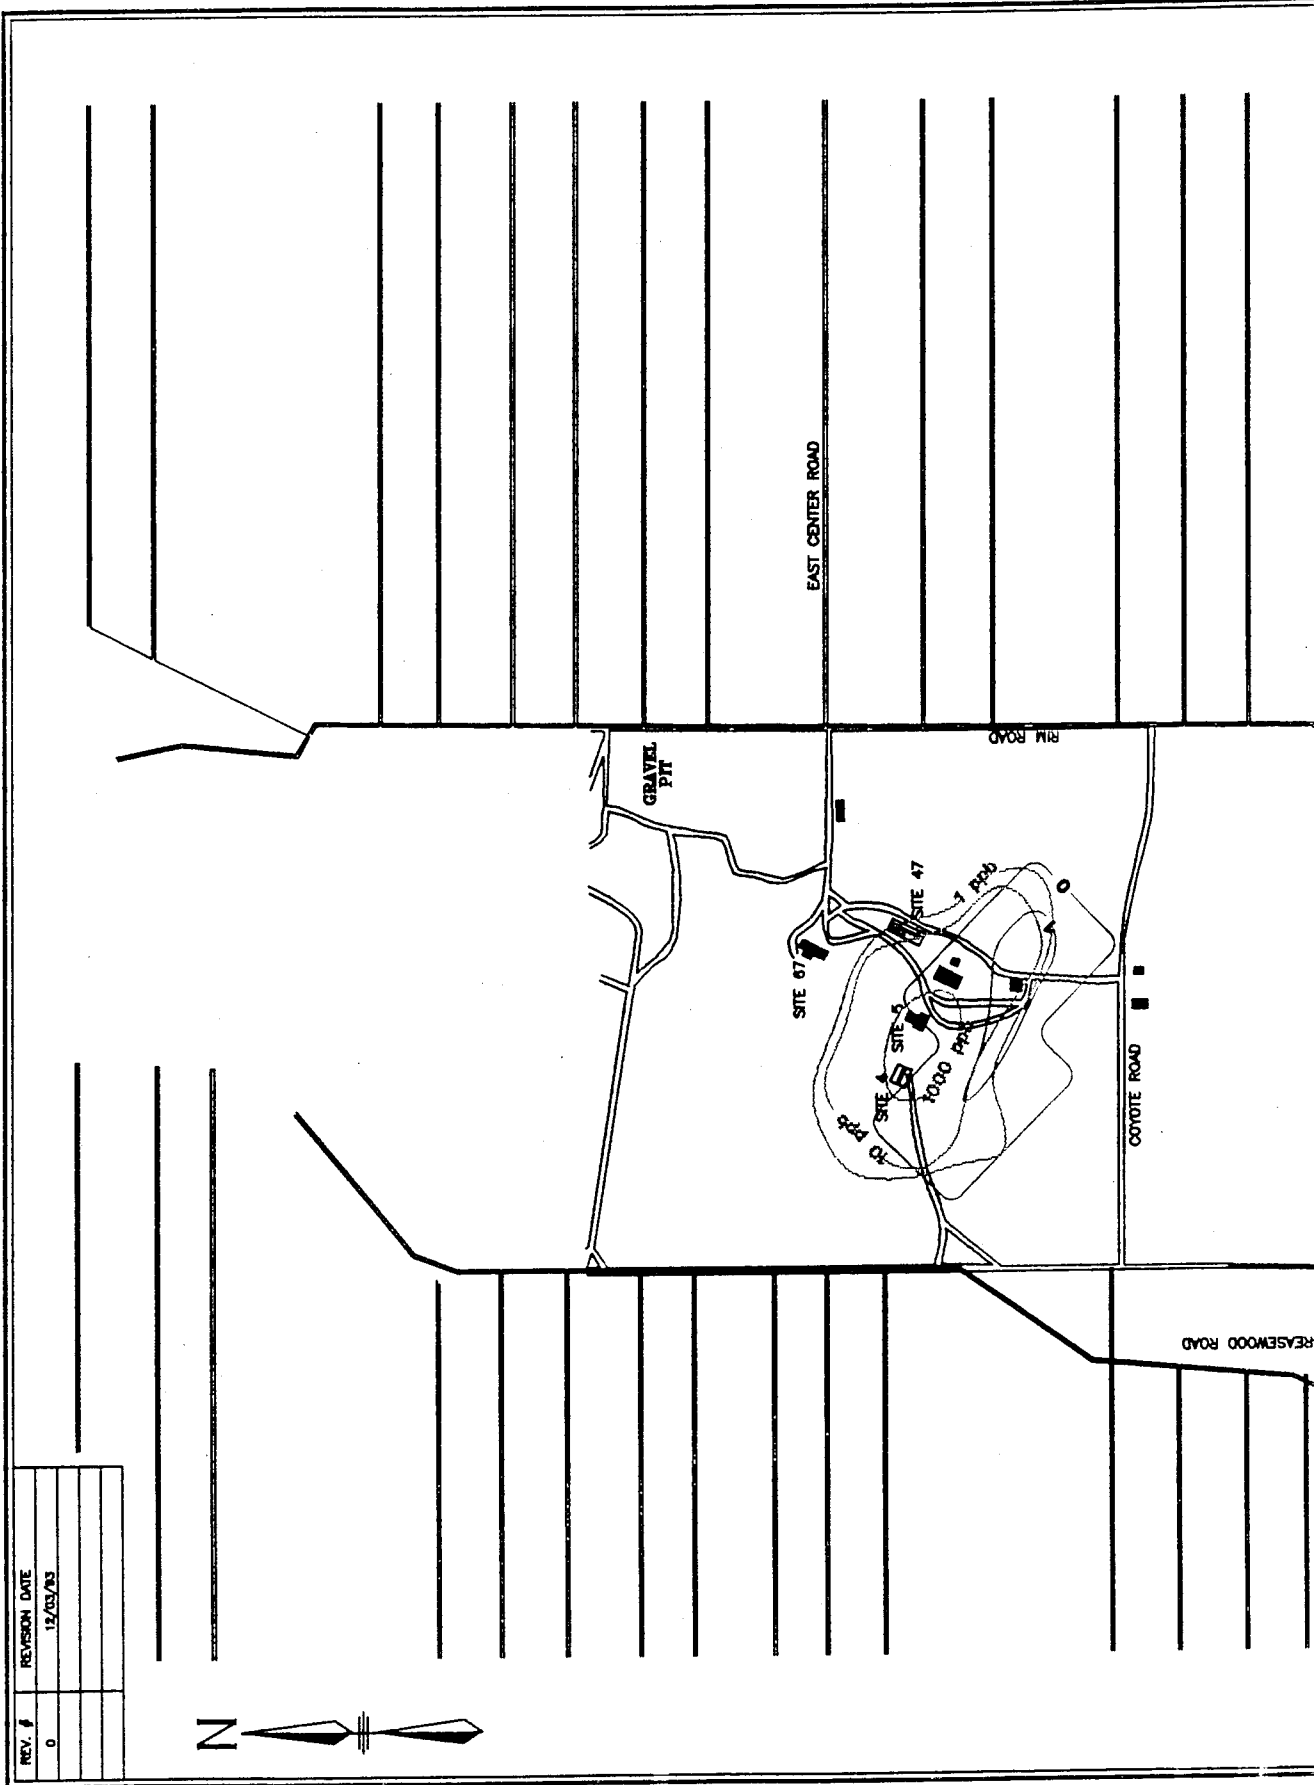 REV. #
REVISION DATE
0
12/03/93
N
GRAVEL
PIT
EAST CENTER ROAD
RIM ROAD
SITE 47
SITE 67
SITE 5
SITE 4
1 ppb
0
10 ppb
1000 ppb
COYOTE ROAD
REASEWOOD ROAD